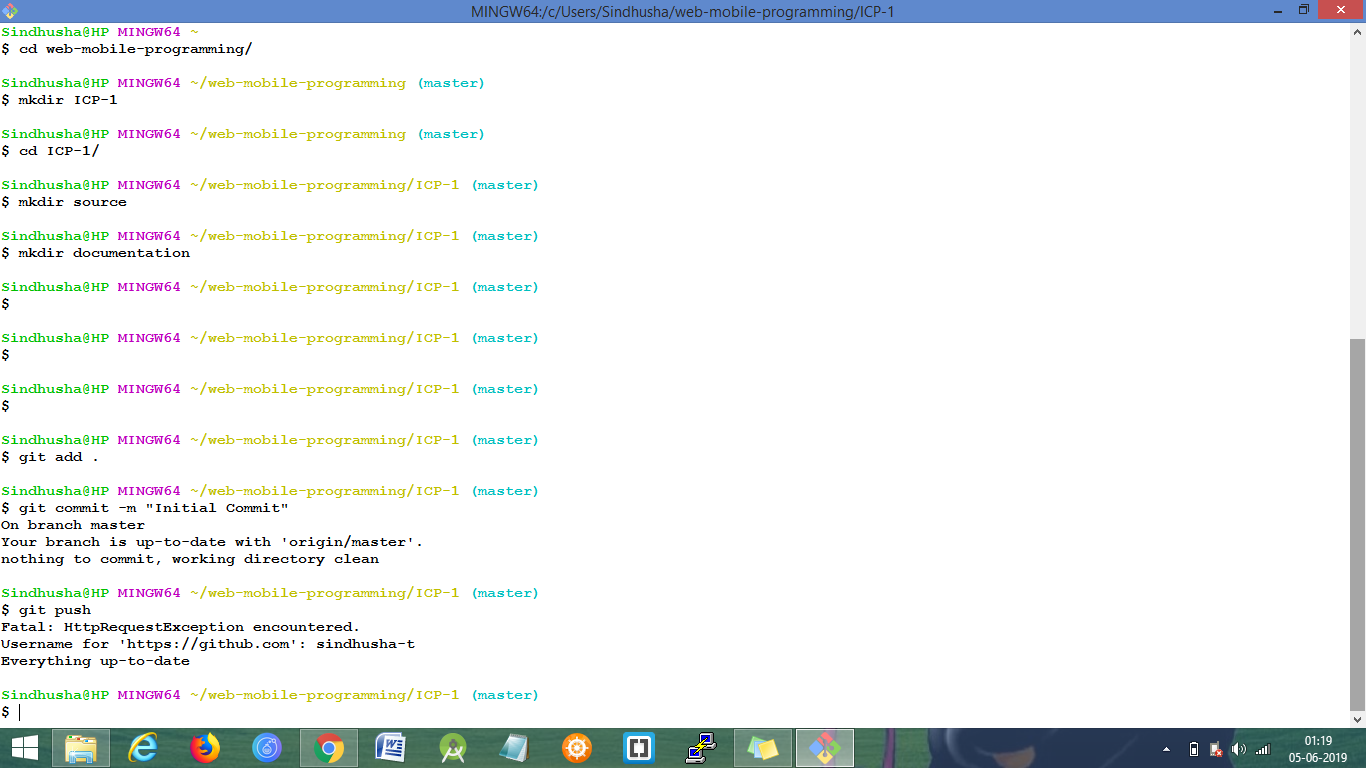 MINGW64:/c/Users/Sindhusha/web-mobile-programming/ICP-1
Sindhusha@HP MINGW64 ~
$ cd web-mobile-programming/
Sindhusha@HP MINGW64 ~/web-mobile-programming (master)
$ mkdir ICP-1
Sindhusha@HP MINGW64 ~/web-mobile-programming (master)
$ cd ICP-1/
Sindhusha@HP MINGW64 ~/web-mobile-programming/ICP-1 (master)
$ mkdir source
Sindhusha@HP MINGW64 ~/web-mobile-programming/ICP-1 (master)
$ mkdir documentation
Sindhusha@HP MINGW64 ~/web-mobile-programming/ICP-1 (master)
$
Sindhusha@HP MINGW64 ~/web-mobile-programming/ICP-1 (master)
$
Sindhusha@HP MINGW64 ~/web-mobile-programming/ICP-1 (master)
$
Sindhusha@HP MINGW64 ~/web-mobile-programming/ICP-1 (master)
$ git add .
Sindhusha@HP MINGW64 ~/web-mobile-programming/ICP-1 (master)
$ git commit -m "Initial Commit"
On branch master
Your branch is up-to-date with 'origin/master'.
nothing to commit, working directory clean
Sindhusha@HP MINGW64 ~/web-mobile-programming/ICP-1 (master)
$ git push
Fatal: HttpRequestException encountered.
Username for 'https://github.com': sindhusha-t
Everything up-to-date
Sindhusha@HP MINGW64 ~/web-mobile-programming/ICP-1 (master)
$
01:19
05-06-2019